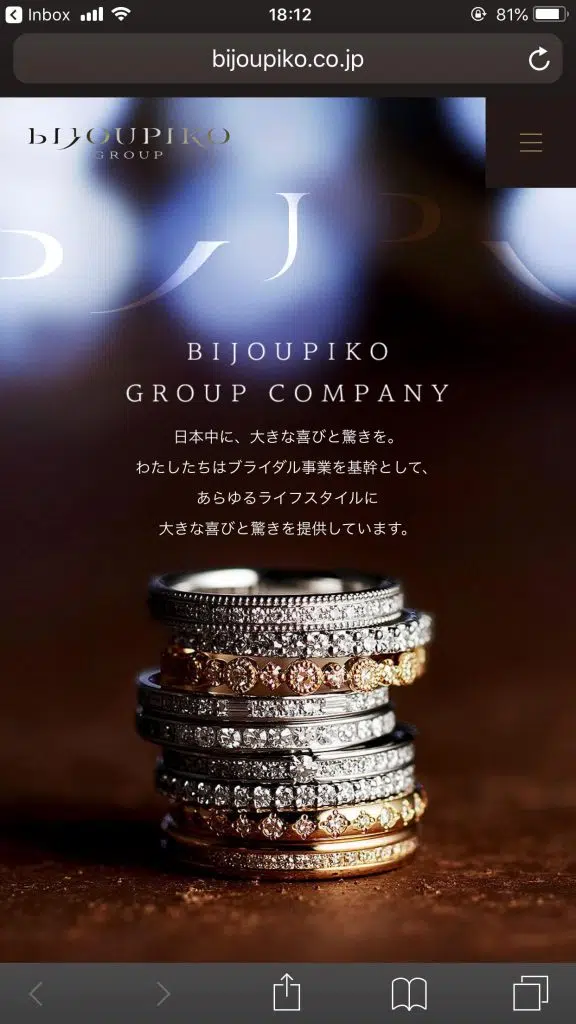 Inbox 18:12 81%
bijoupiko.co.jp
BIJOUPIKO
GROUP
BIJOUPIKO
GROUP COMPANY
日本中に、大きな喜びと驚きを。
わたしたちはブライダル事業を基幹として、
あらゆるライフスタイルに
大きな喜びと驚きを提供しています。